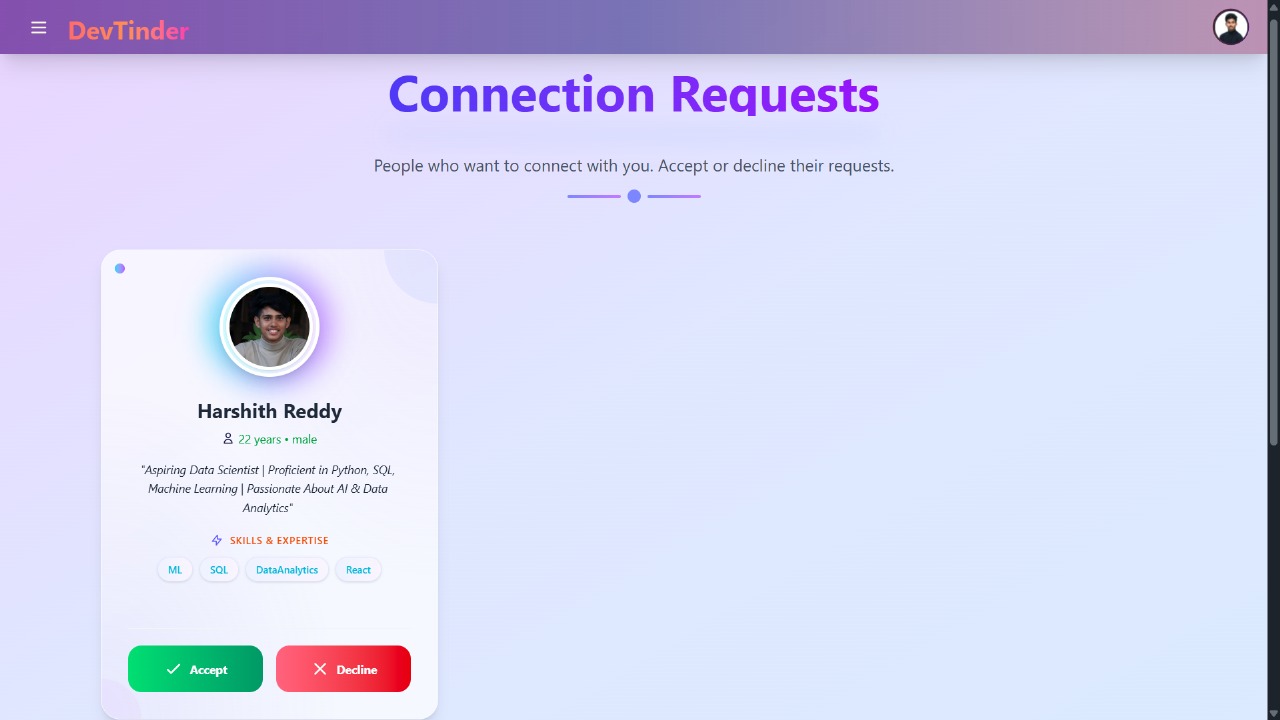 DevTinder
Connection Requests
People who want to connect with you. Accept or decline their requests.
Harshith Reddy
22 years • male
"Aspiring Data Scientist | Proficient in Python, SQL,
Machine Learning | Passionate About AI & Data
Analytics"
SKILLS & EXPERTISE
ML SQL DataAnalytics React
Accept Decline